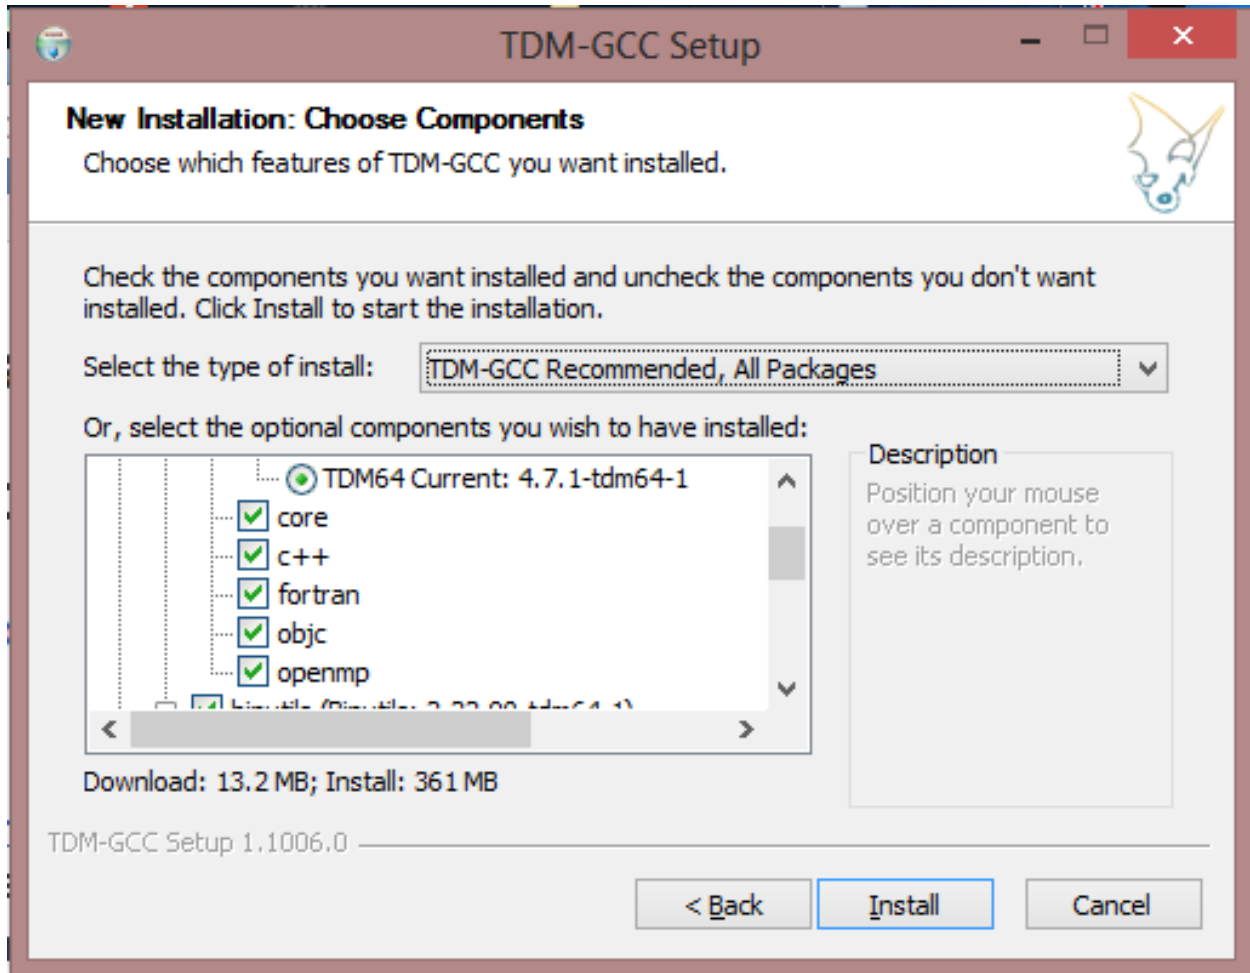 TDM-GCC Setup
New Installation: Choose Components
Choose which features of TDM-GCC you want installed.
Check the components you want installed and uncheck the components you don't want
installed. Click Install to start the installation.
Select the type of install:
TDM-GCC Recommended, All Packages
Or, select the optional components you wish to have installed:
TDM64 Current: 4.7.1-tdm64-1
core
c++
fortran
objc
openmp
Description
Position your mouse
over a component to
see its description.
Download: 13.2 MB; Install: 361 MB
TDM-GCC Setup 1.1006.0
< Back
Install
Cancel